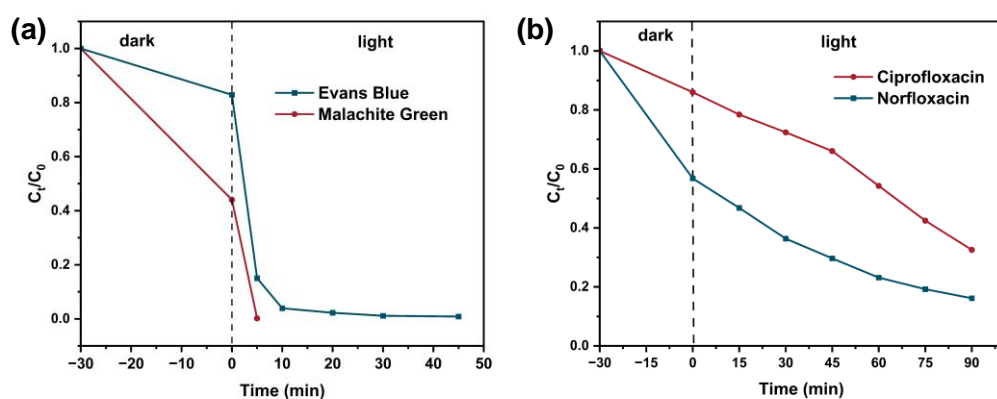 (a)
dark
light
Evans Blue
Malachite Green
1.0
0.8
0.6
0.4
0.2
0.0
Cₜ/C₀
−30
−20
−10
0
10
20
30
40
50
Time (min)
(b)
dark
light
Ciprofloxacin
Norfloxacin
1.0
0.8
0.6
0.4
0.2
0.0
Cₜ/C₀
−30
−15
0
15
30
45
60
75
90
Time (min)